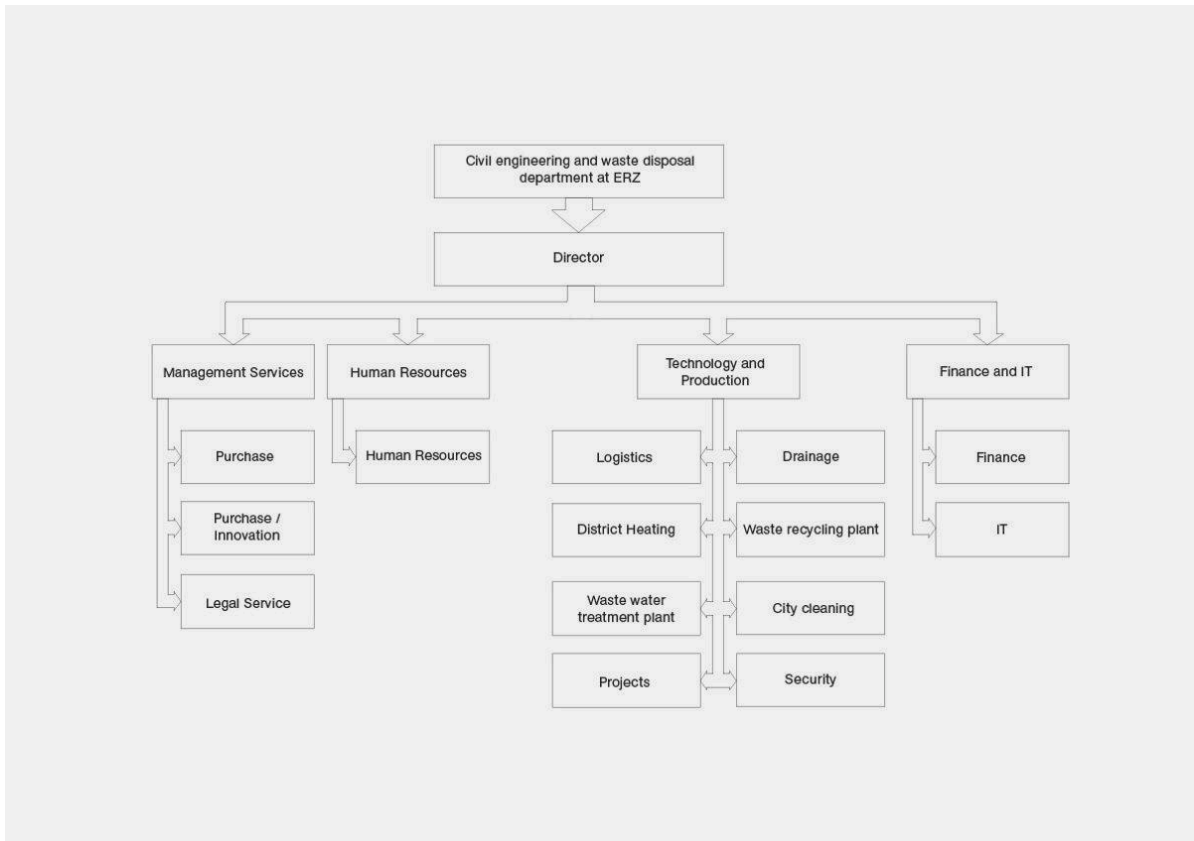 Civil engineering and waste disposal
department at ERZ
Director
Management Services
Human Resources
Technology and
Production
Finance and IT
Purchase
Human Resources
Logistics
Drainage
Finance
Purchase /
Innovation
District Heating
Waste recycling plant
IT
Legal Service
Waste water
treatment plant
City cleaning
Projects
Security